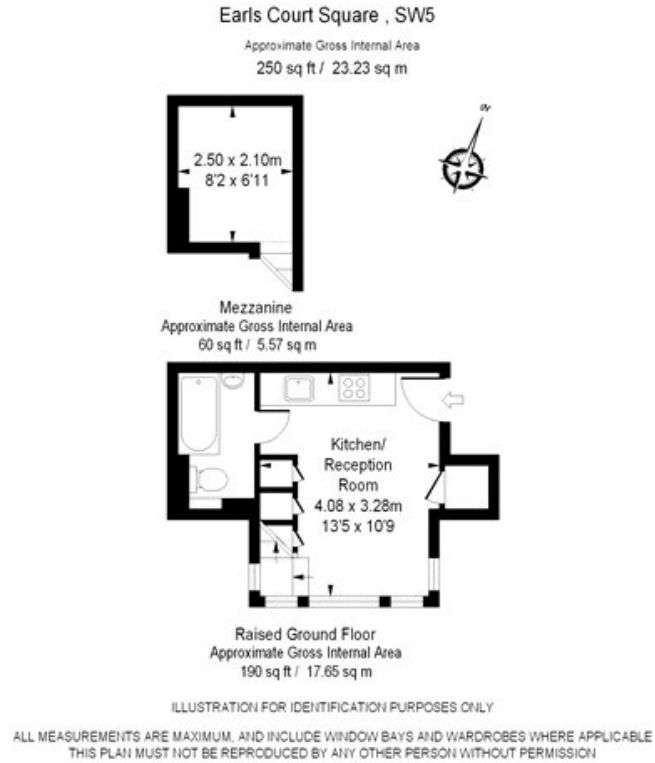 Earls Court Square , SW5
Approximate Gross Internal Area
250 sq ft / 23.23 sq m
N
2.50 x 2.10m
8'2 x 6'11
Mezzanine
Approximate Gross Internal Area
60 sq ft / 5.57 sq m
Kitchen/
Reception
Room
4.08 x 3.28m
13'5 x 10'9
Raised Ground Floor
Approximate Gross Internal Area
190 sq ft / 17.65 sq m
ILLUSTRATION FOR IDENTIFICATION PURPOSES ONLY
ALL MEASUREMENTS ARE MAXIMUM, AND INCLUDE WINDOW BAYS AND WARDROBES WHERE APPLICABLE
THIS PLAN MUST NOT BE REPRODUCED BY ANY OTHER PERSON WITHOUT PERMISSION